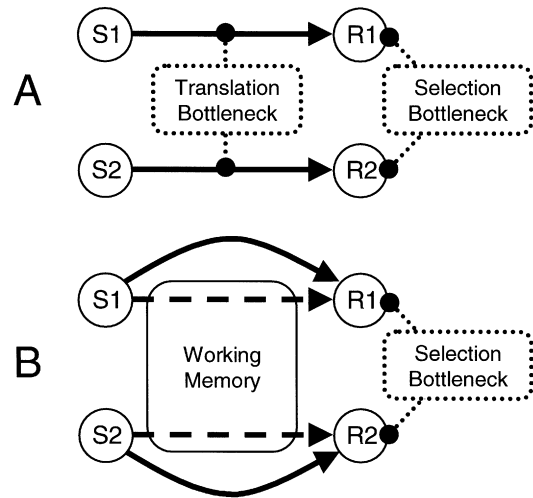 S1
R1
A
Translation
Bottleneck
Selection
Bottleneck
S2
R2
S1
R1
B
Working
Memory
Selection
Bottleneck
S2
R2